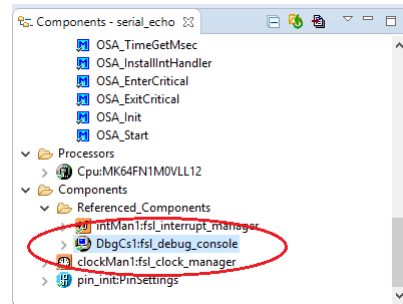 Components - serial_echo
OSA_TimeGetMsec
OSA_InstallIntHandler
OSA_EnterCritical
OSA_ExitCritical
OSA_Init
OSA_Start
Processors
Cpu:MK64FN1M0VLL12
Components
Referenced_Components
intMan1:fsl_interrupt_manager
DbgCs1:fsl_debug_console
clockMan1:fsl_clock_manager
pin_init:PinSettings